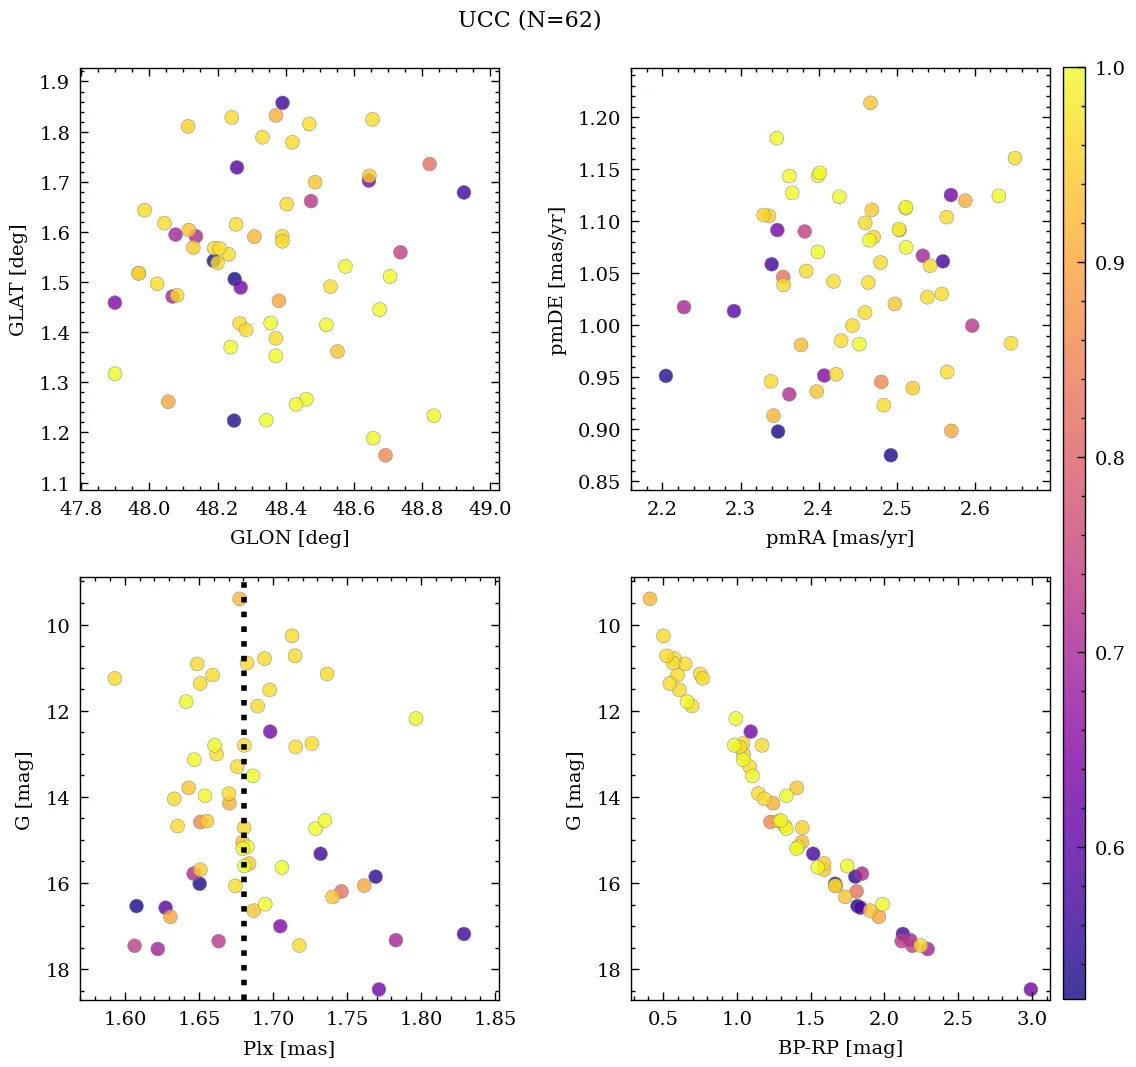 UCC (N=62)
1.9
1.8
1.7
1.6
1.5
1.4
1.3
1.2
1.1
GLAT [deg]
47.8 48.0 48.2 48.4 48.6 48.8 49.0
GLON [deg]
1.20
1.15
1.10
1.05
1.00
0.95
0.90
0.85
pmDE [mas/yr]
2.2 2.3 2.4 2.5 2.6
pmRA [mas/yr]
1.0
0.9
0.8
0.7
0.6
10
12
14
16
18
G [mag]
1.60 1.65 1.70 1.75 1.80 1.85
Plx [mas]
10
12
14
16
18
G [mag]
0.5 1.0 1.5 2.0 2.5 3.0
BP-RP [mag]